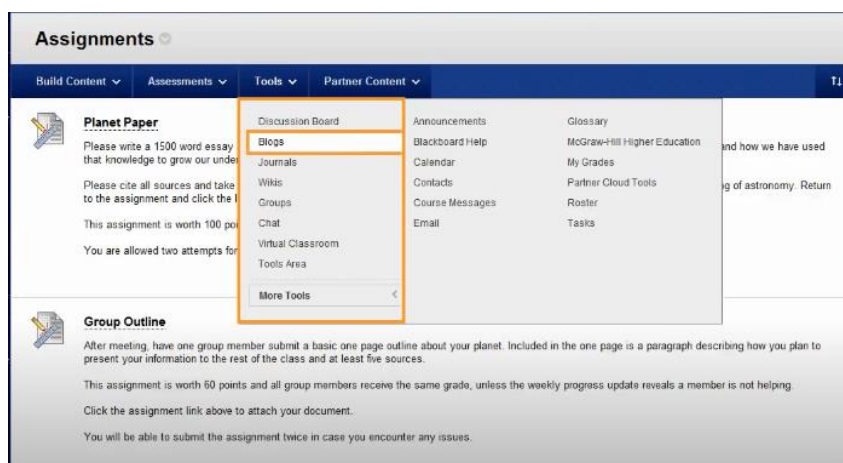 Assignments
Build Content
Assessments
Tools
Partner Content
Planet Paper
Please write a 1500 word essay
and how we have used
that knowledge to grow our unde
Please cite all sources and take
g of astronomy. Return
to the assignment and click the
This assignment is worth 100 poi
You are allowed two attempts for
Discussion Board
Blogs
Journals
Wikis
Groups
Chat
Virtual Classroom
Tools Area
More Tools
Announcements
Blackboard Help
Calendar
Contacts
Course Messages
Email
Glossary
McGraw-Hill Higher Education
My Grades
Partner Cloud Tools
Roster
Tasks
Group Outline
After meeting, have one group member submit a basic one page outline about your planet. Included in the one page is a paragraph describing how you plan to
present your information to the rest of the class and at least five sources.
This assignment is worth 60 points and all group members receive the same grade, unless the weekly progress update reveals a member is not helping.
Click the assignment link above to attach your document.
You will be able to submit the assignment twice in case you encounter any issues.